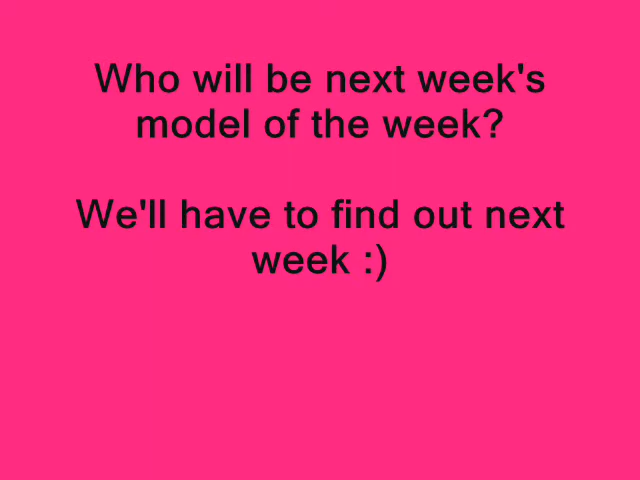 Who will be next week's
model of the week?
We'll have to find out next
week :)